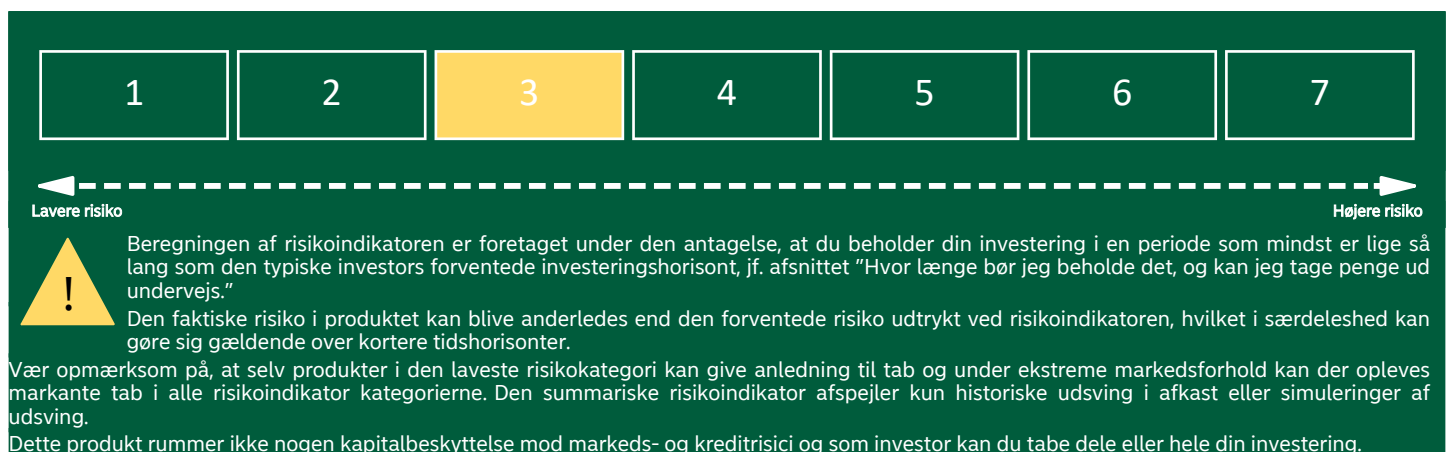 1 2 3 4 5 6 7
Lavere risiko Højere risiko
Beregningen af risikoindikatoren er foretaget under den antagelse, at du beholder din investering i en periode som mindst er lige så
lang som den typiske investors forventede investeringshorisont, jf. afsnittet ”Hvor længe bør jeg beholde det, og kan jeg tage penge ud
undervejs.”
!
Den faktiske risiko i produktet kan blive anderledes end den forventede risiko udtrykt ved risikoindikatoren, hvilket i særdeleshed kan
gøre sig gældende over kortere tidshorisonter.
Vær opmærksom på, at selv produkter i den laveste risikokategori kan give anledning til tab og under ekstreme markedsforhold kan der opleves
markante tab i alle risikoindikator kategorierne. Den summariske risikoindikator afspejler kun historiske udsving i afkast eller simuleringer af
udsving.
Dette produkt rummer ikke nogen kapitalbeskyttelse mod markeds- og kreditrisici og som investor kan du tabe dele eller hele din investering.